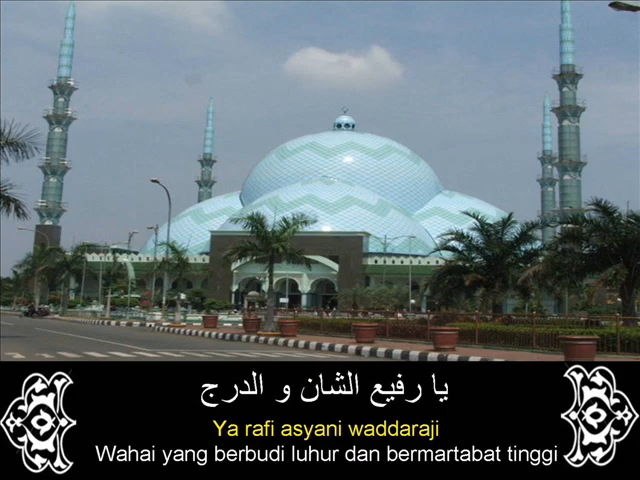 يا رفيع الشان و الدرج
Ya rafi asyani waddaraji
Wahai yang berbudi luhur dan bermartabat tinggi